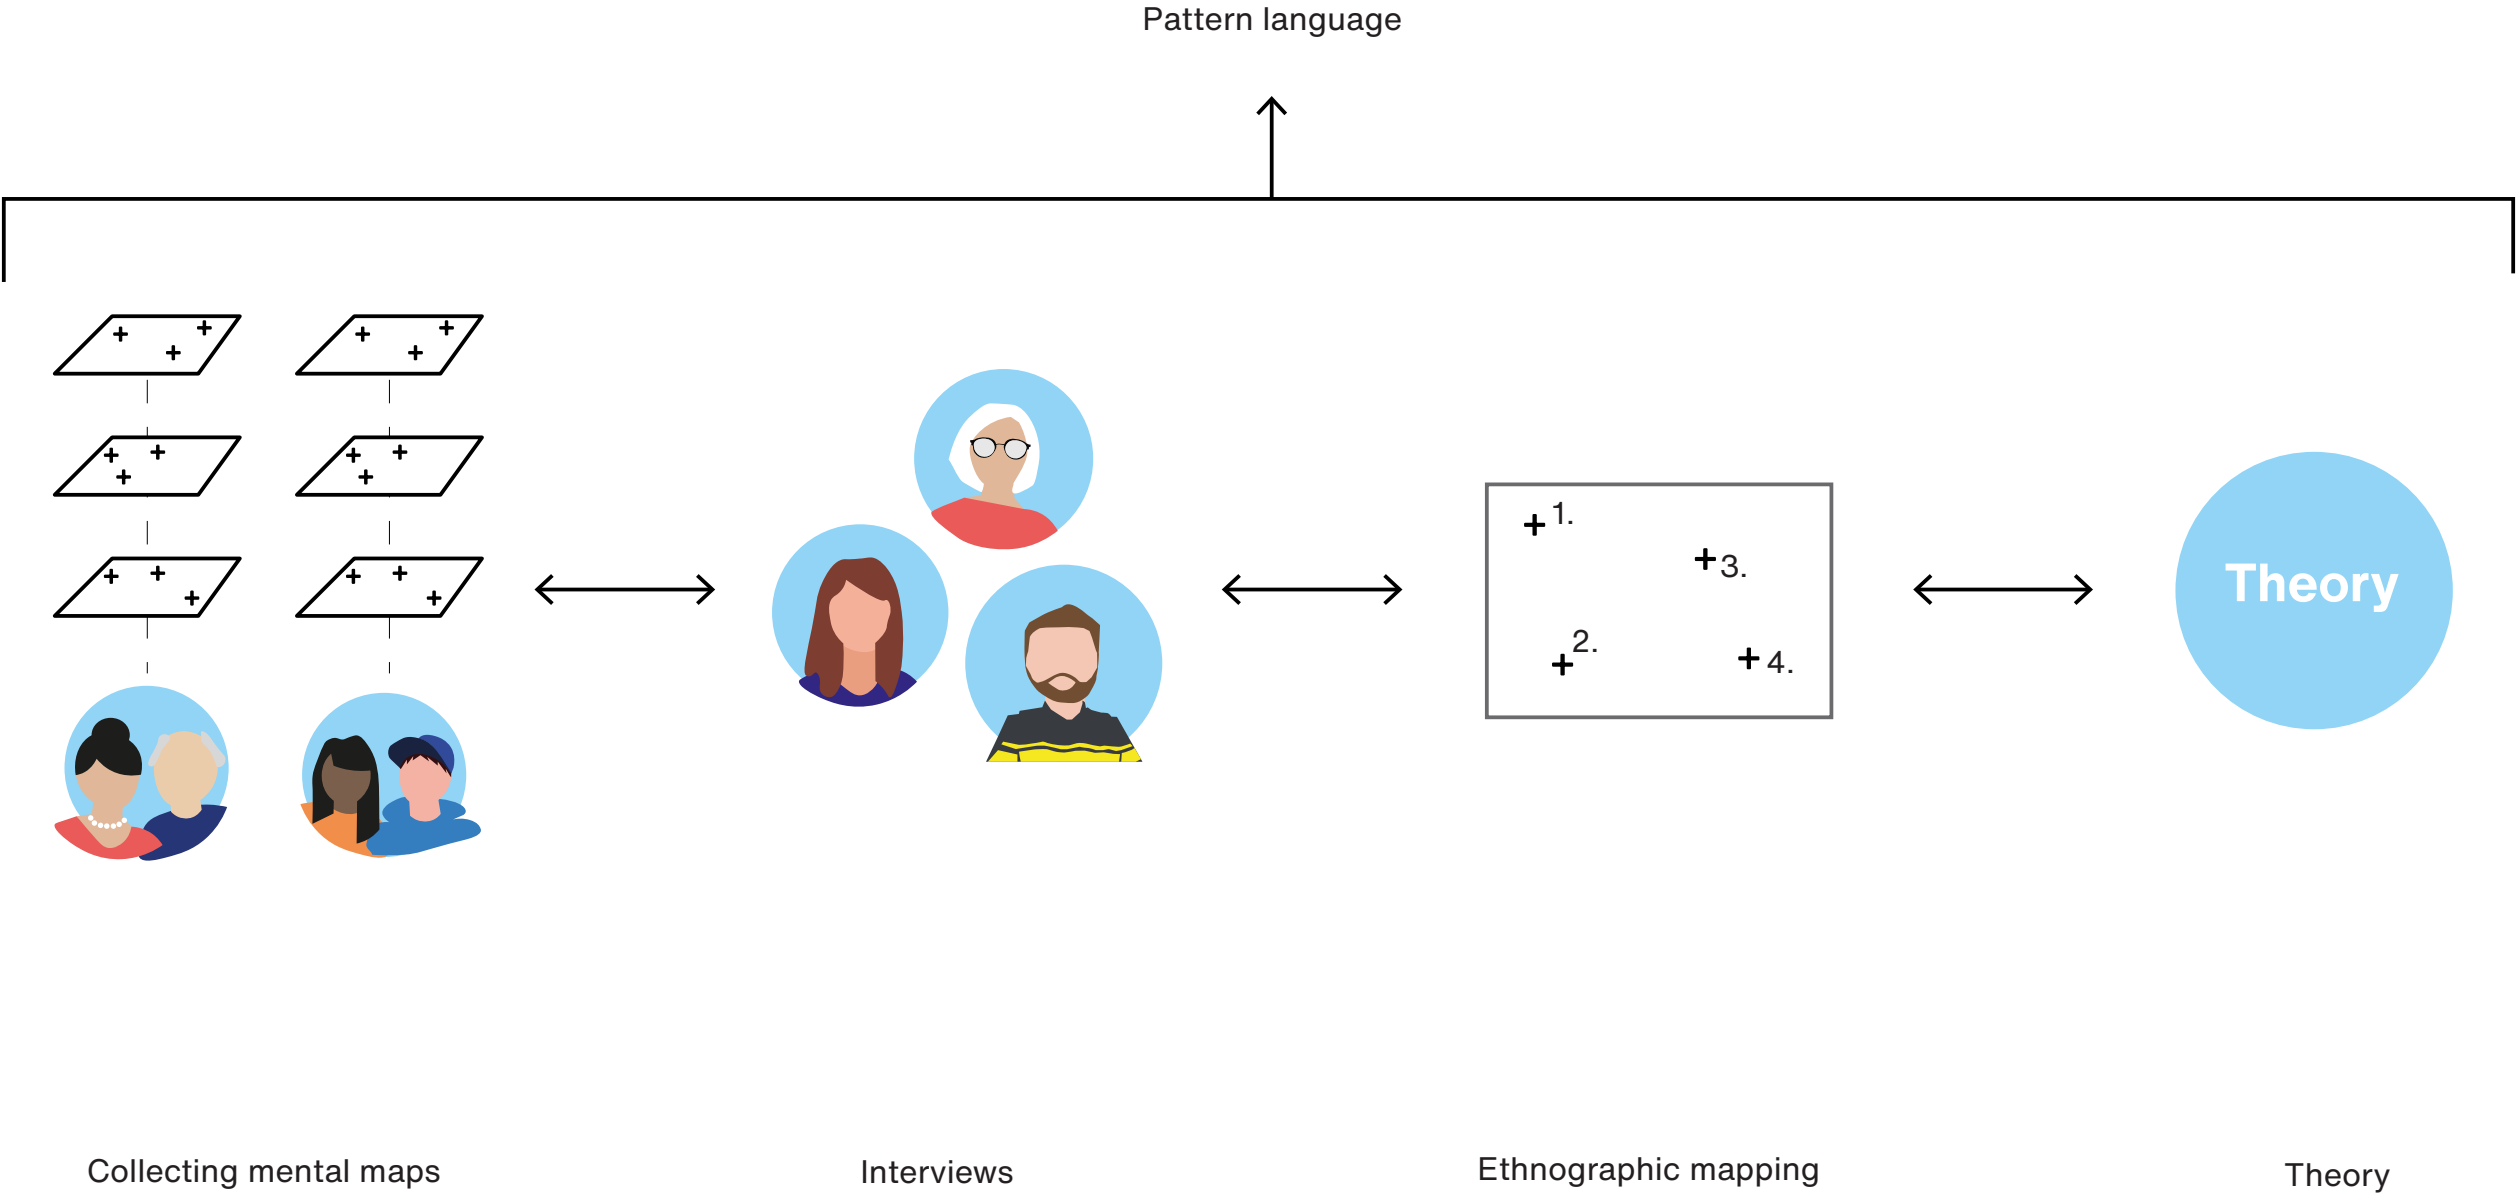 Pattern language
1.
3.
2.
4.
Theory
Collecting mental maps
Interviews
Ethnographic mapping
Theory